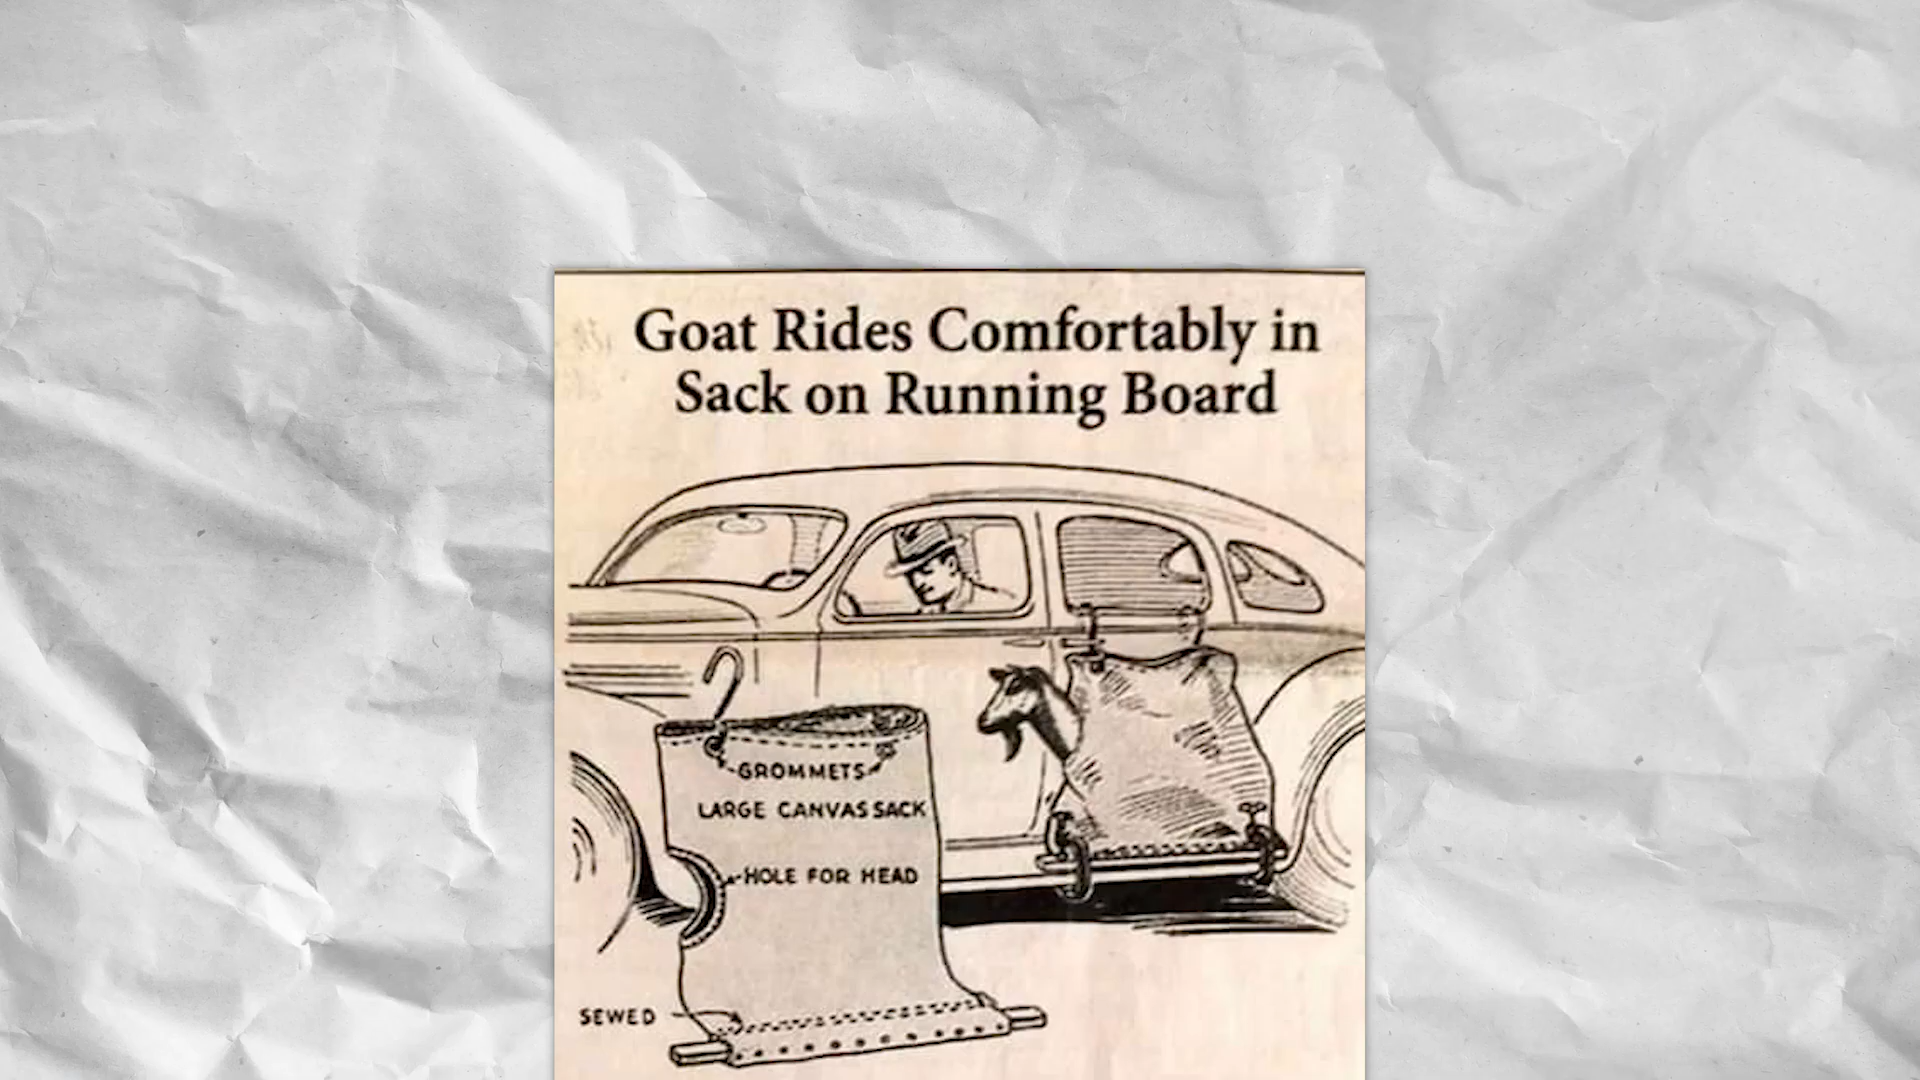 Goat Rides Comfortably in
Sack on Running Board
GROMMETS
LARGE CANVAS SACK
HOLE FOR HEAD
SEWED